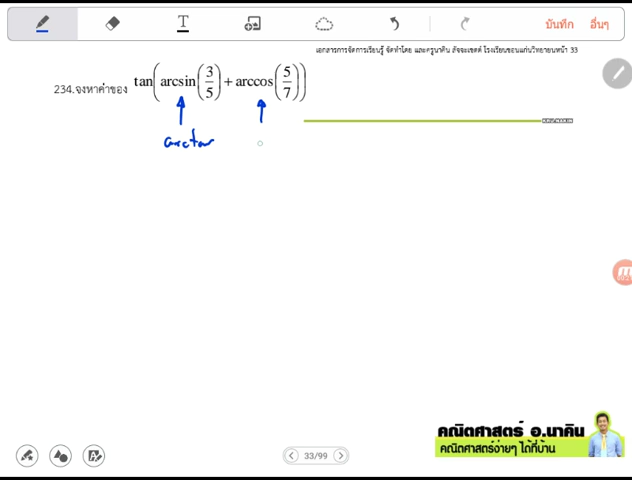 T
บันทึก อื่นๆ
เอกสารการจัดการเรียนรู้ จัดทำโดย และครูนาคิน สัจจะเขตต์ โรงเรียนขอนแก่นวิทยายนหน้า 33
234.จงหาค่าของ tan(arcsin(3/5)+arccos(5/7))
arctan
33/99
คณิตศาสตร์ อ.นาคิน
คณิตศาสตร์ง่ายๆ ได้ที่บ้าน